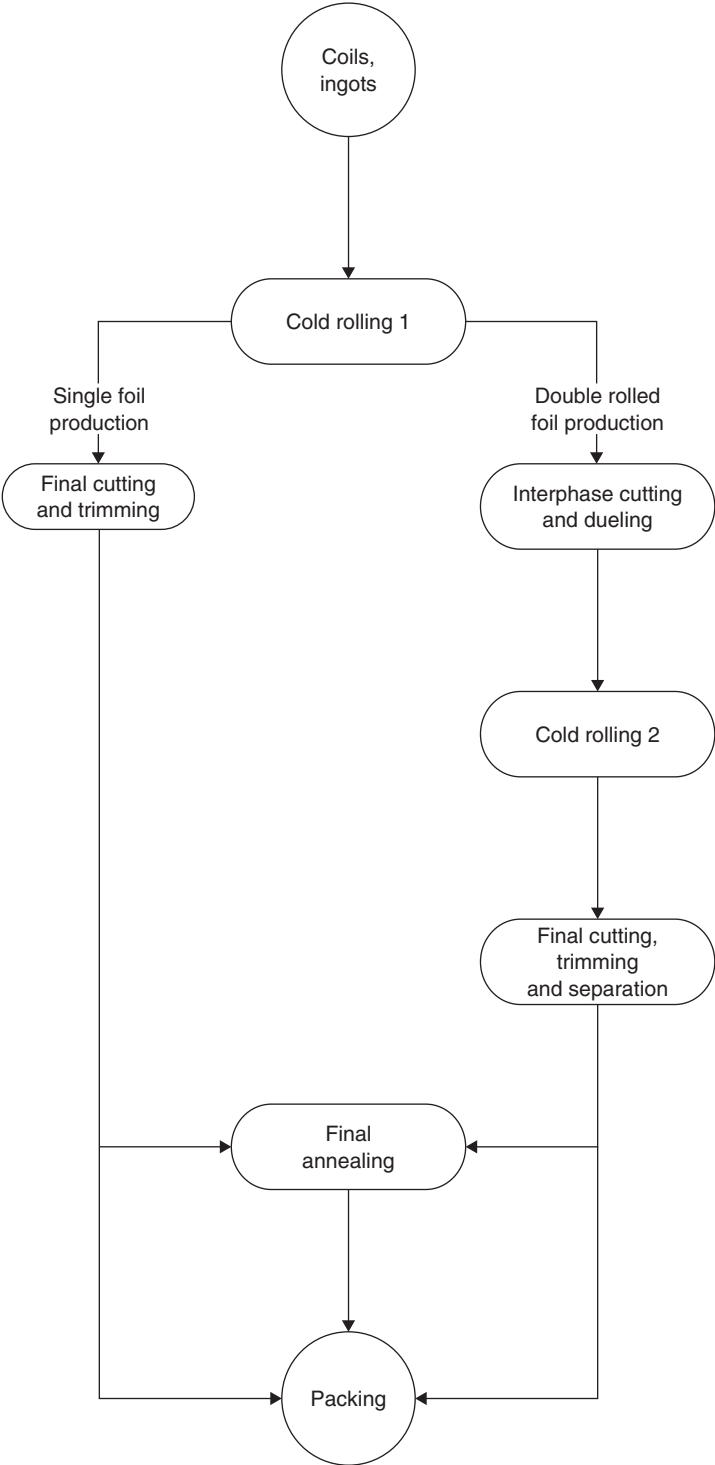 Coils,
ingots
Cold rolling 1
Single foil
production
Double rolled
foil production
Final cutting
and trimming
Interphase cutting
and dueling
Cold rolling 2
Final cutting,
trimming
and separation
Final
annealing
Packing